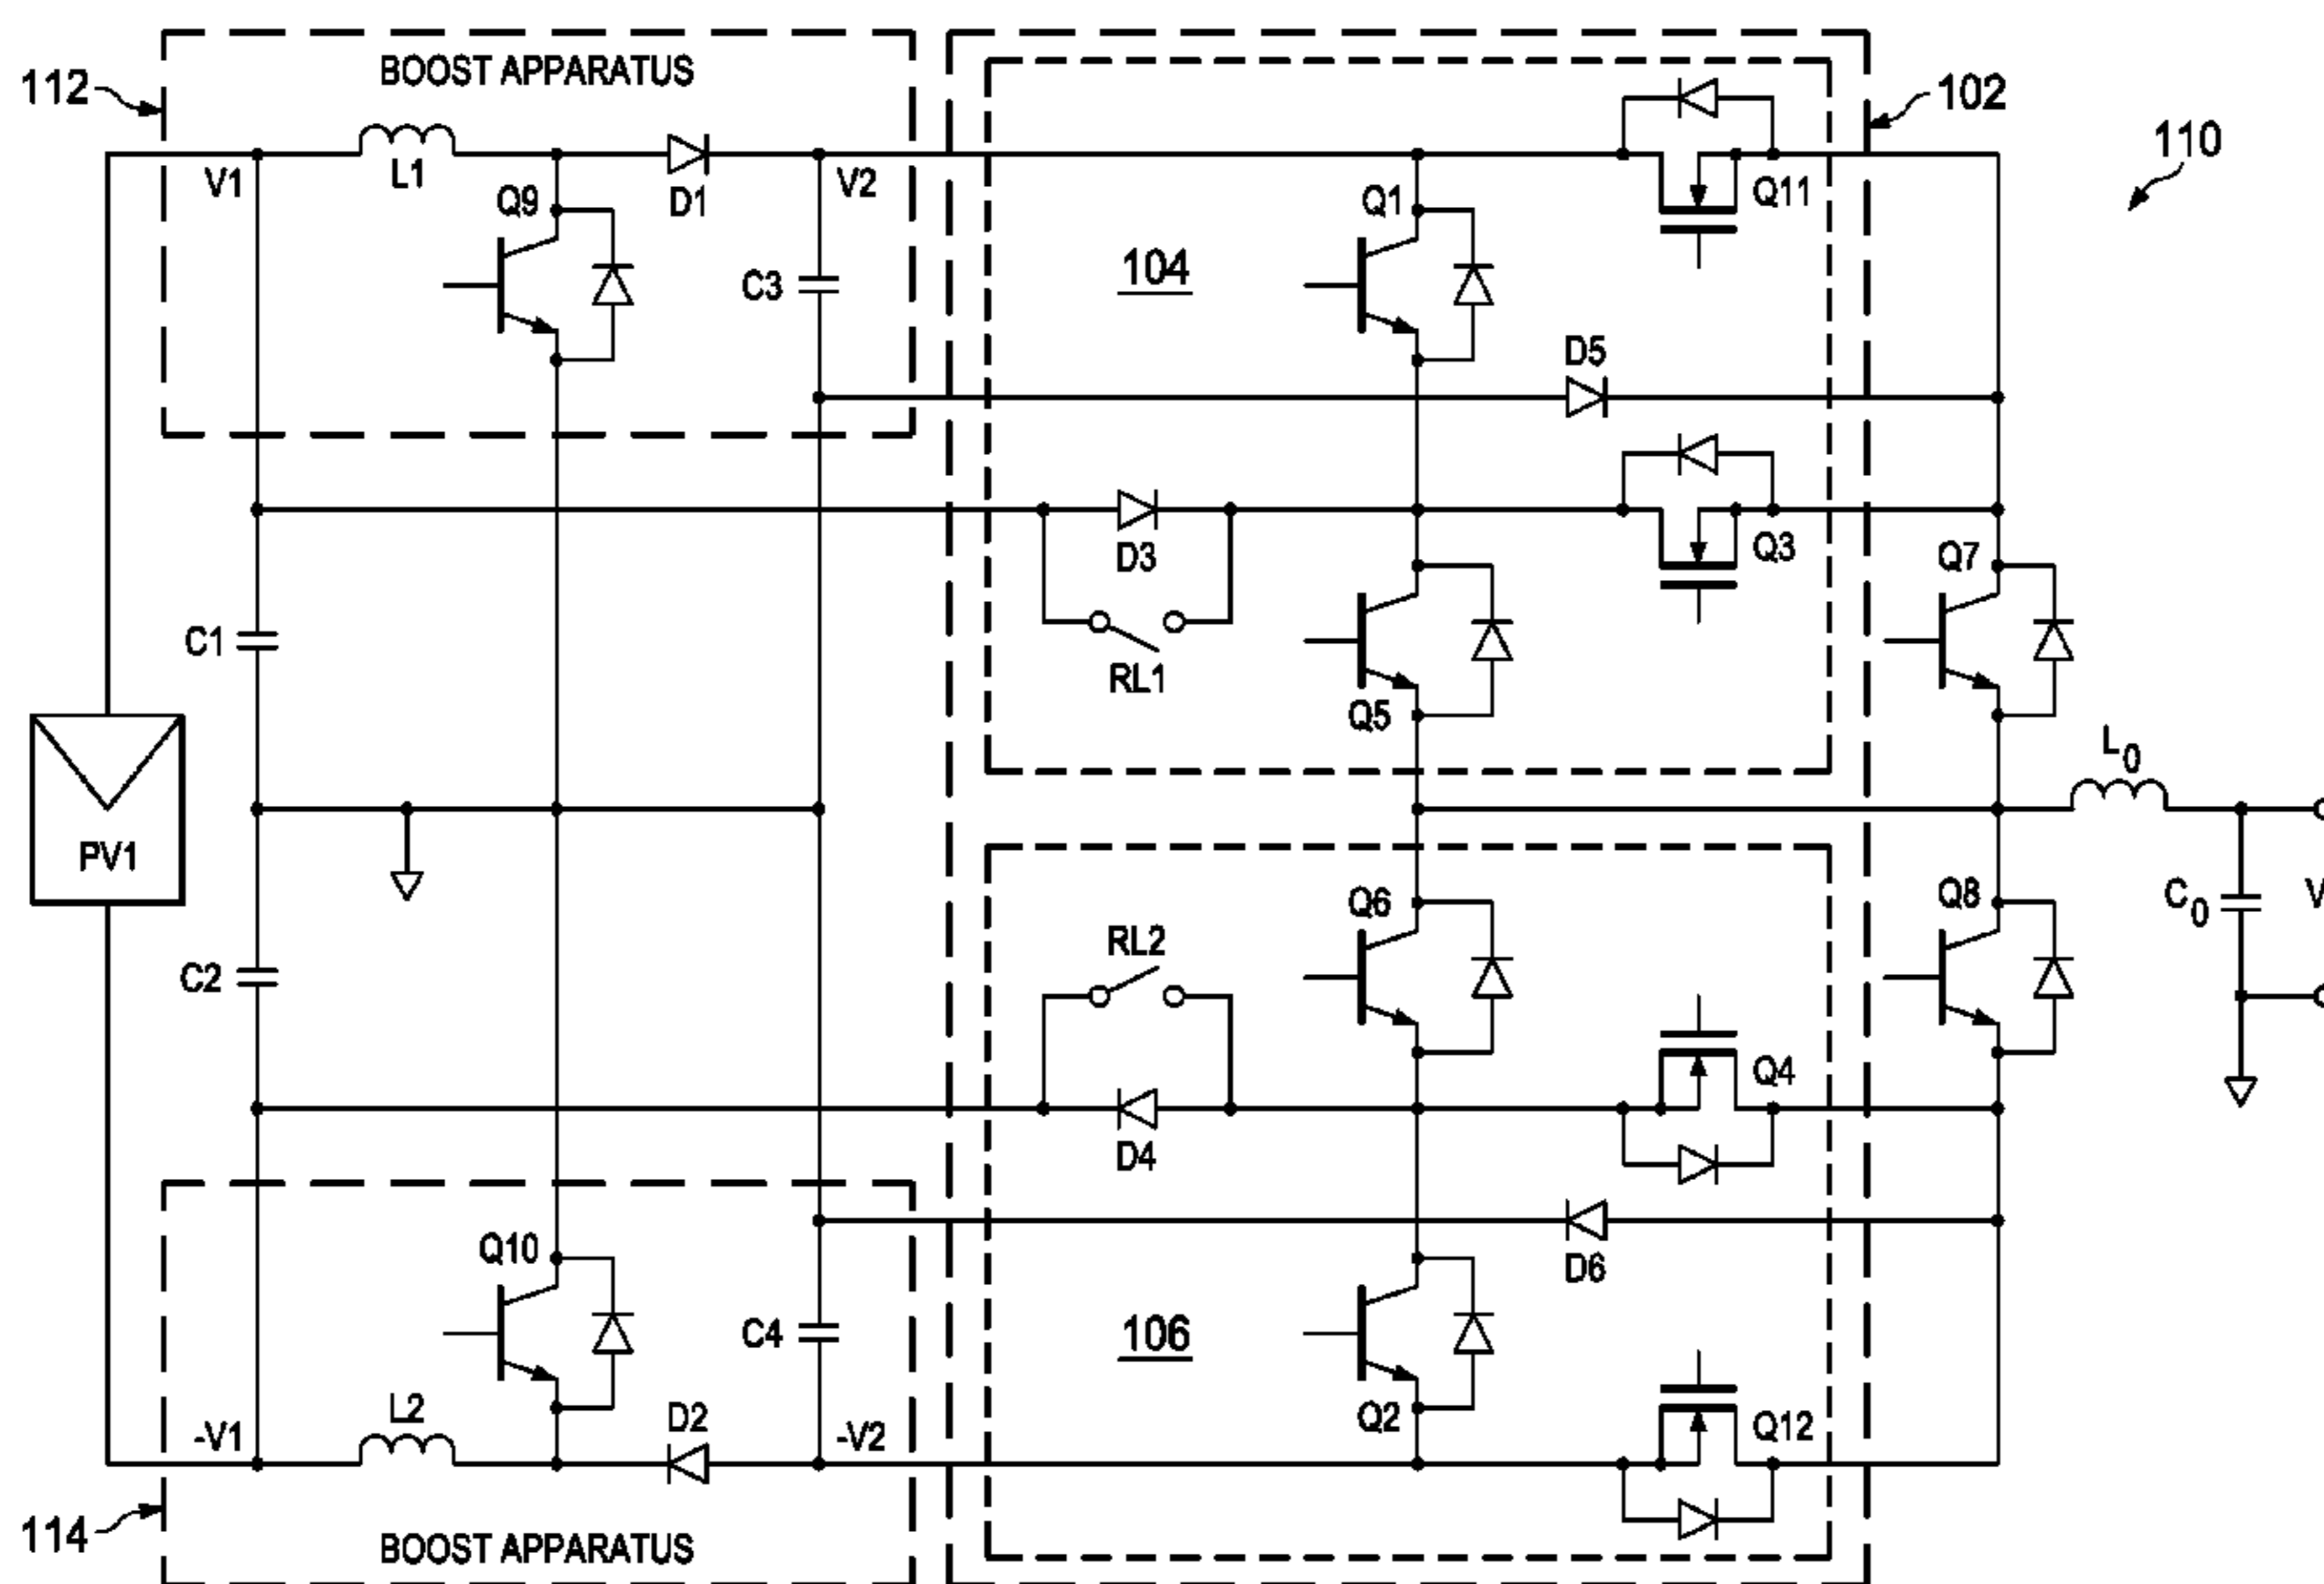 BOOST APPARATUS
112
102
110
V1
L1
Q9
D1
V2
Q1
Q11
104
C3
D5
D3
Q3
Q7
C1
RL1
Q5
L0
PV1
Q6
Q8
C0
V
RL2
C2
Q4
D4
Q10
D6
C4
106
L2
D2
Q2
Q12
-V1
-V2
114
BOOST APPARATUS